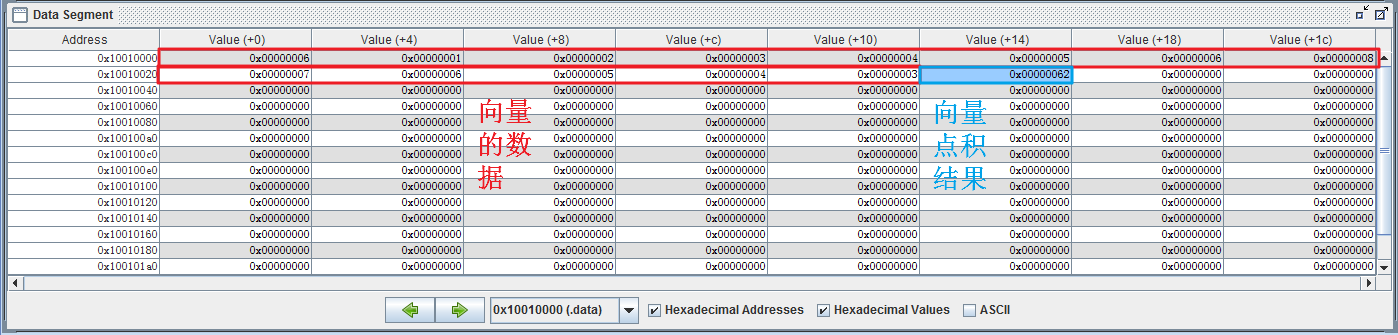 Data Segment
Address Value (+0) Value (+4) Value (+8) Value (+c) Value (+10) Value (+14) Value (+18) Value (+1c)
0x10010000 0x00000006 0x00000001 0x00000002 0x00000003 0x00000004 0x00000005 0x00000006 0x00000008
0x10010020 0x00000007 0x00000006 0x00000005 0x00000004 0x00000003 0x00000062 0x00000000 0x00000000
0x10010040 0x00000000 0x00000000 0x00000000 0x00000000 0x00000000 0x00000000 0x00000000 0x00000000
0x10010060 0x00000000 0x00000000 0x00000000 0x00000000 0x00000000 0x00000000 0x00000000 0x00000000
0x10010080 0x00000000 0x00000000 0x00000000 0x00000000 0x00000000 0x00000000 0x00000000 0x00000000
0x100100a0 0x00000000 0x00000000 0x00000000 0x00000000 0x00000000 0x00000000 0x00000000 0x00000000
0x100100c0 0x00000000 0x00000000 0x00000000 0x00000000 0x00000000 0x00000000 0x00000000 0x00000000
0x100100e0 0x00000000 0x00000000 0x00000000 0x00000000 0x00000000 0x00000000 0x00000000 0x00000000
0x10010100 0x00000000 0x00000000 0x00000000 0x00000000 0x00000000 0x00000000 0x00000000 0x00000000
0x10010120 0x00000000 0x00000000 0x00000000 0x00000000 0x00000000 0x00000000 0x00000000 0x00000000
0x10010140 0x00000000 0x00000000 0x00000000 0x00000000 0x00000000 0x00000000 0x00000000 0x00000000
0x10010160 0x00000000 0x00000000 0x00000000 0x00000000 0x00000000 0x00000000 0x00000000 0x00000000
0x10010180 0x00000000 0x00000000 0x00000000 0x00000000 0x00000000 0x00000000 0x00000000 0x00000000
0x100101a0 0x00000000 0x00000000 0x00000000 0x00000000 0x00000000 0x00000000 0x00000000 0x00000000
向量
的数
据
向量
点积
结果
0x10010000 (.data) Hexadecimal Addresses Hexadecimal Values ASCII